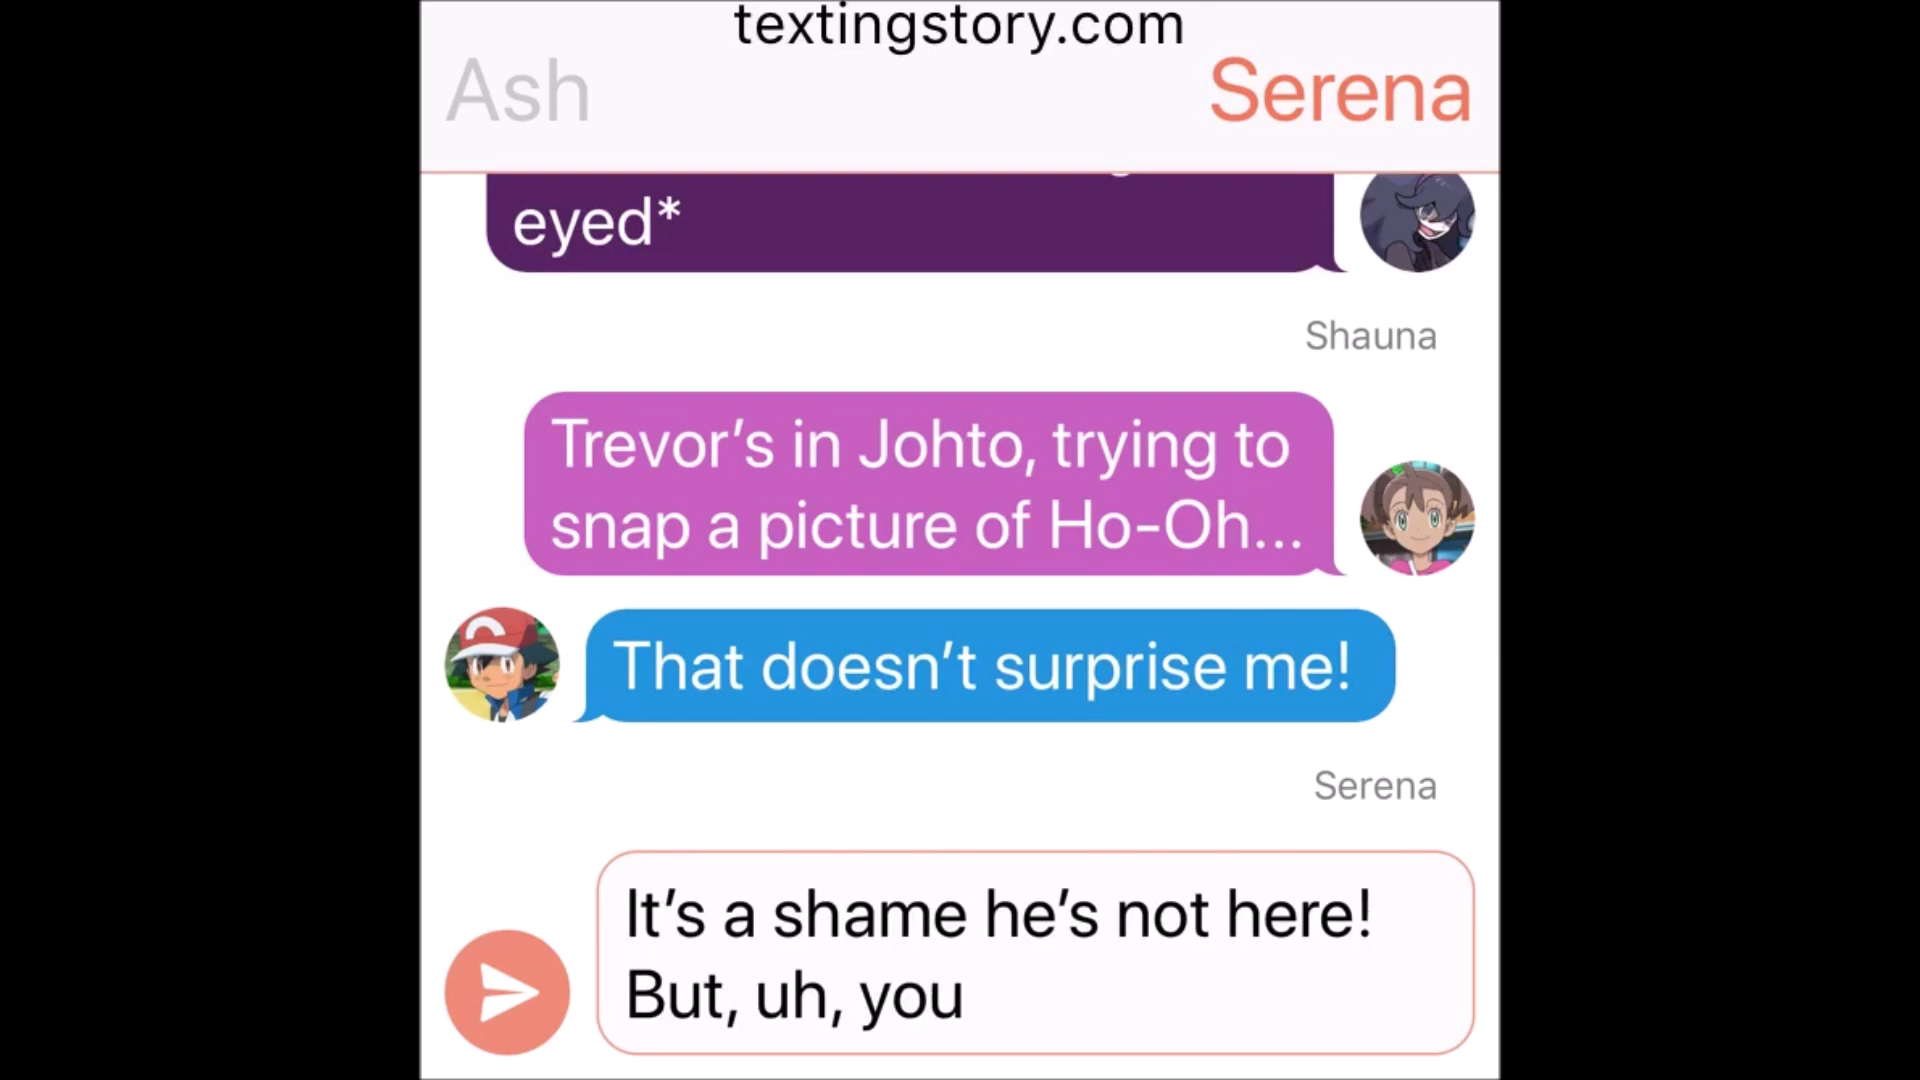 textingstory.com
Ash
Serena
eyed*
Shauna
Trevor’s in Johto, trying to
snap a picture of Ho-Oh...
That doesn’t surprise me!
Serena
It’s a shame he’s not here!
But, uh, you